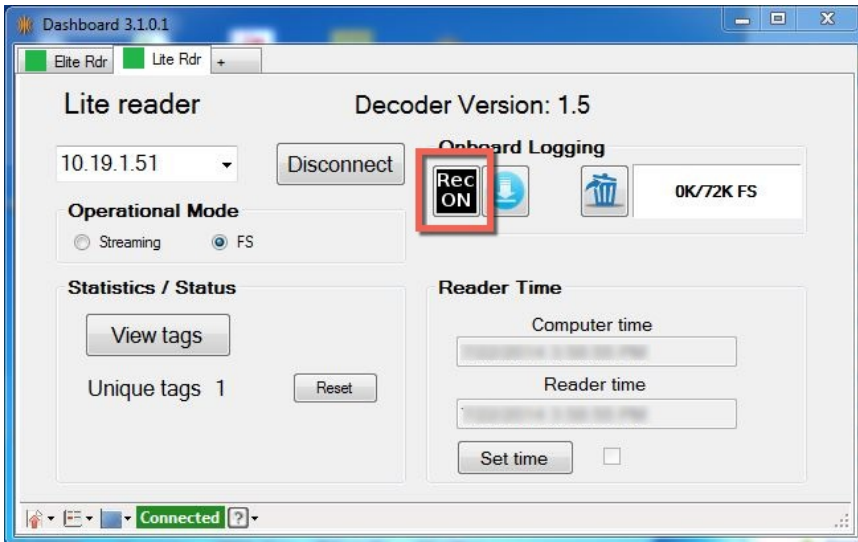 Dashboard 3.1.0.1
Elite Rdr Lite Rdr +
Lite reader
Decoder Version: 1.5
10.19.1.51
Disconnect
Onboard Logging
Rec
ON
0K/72K FS
Operational Mode
Streaming FS
Statistics / Status
View tags
Unique tags 1
Reset
Reader Time
Computer time
Reader time
Set time
Connected ?